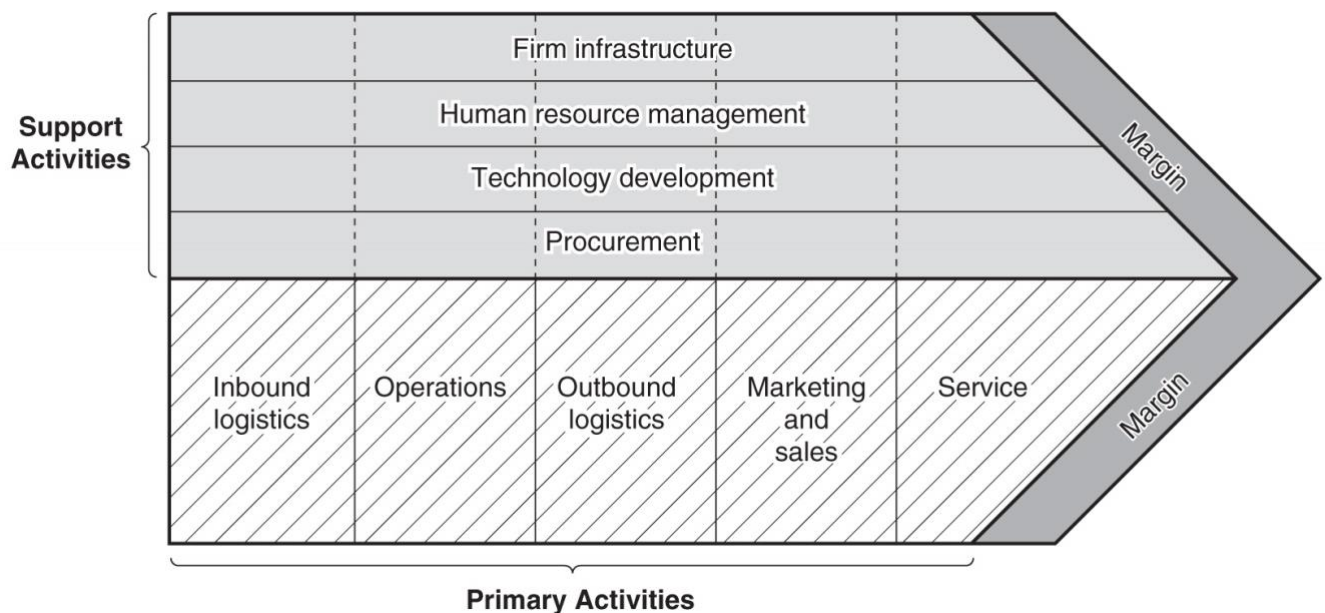 Firm infrastructure
Human resource management
Support
Activities
Technology development
Procurement
Margin
Inbound
logistics
Operations
Outbound
logistics
Marketing
and
sales
Service
Margin
Primary Activities